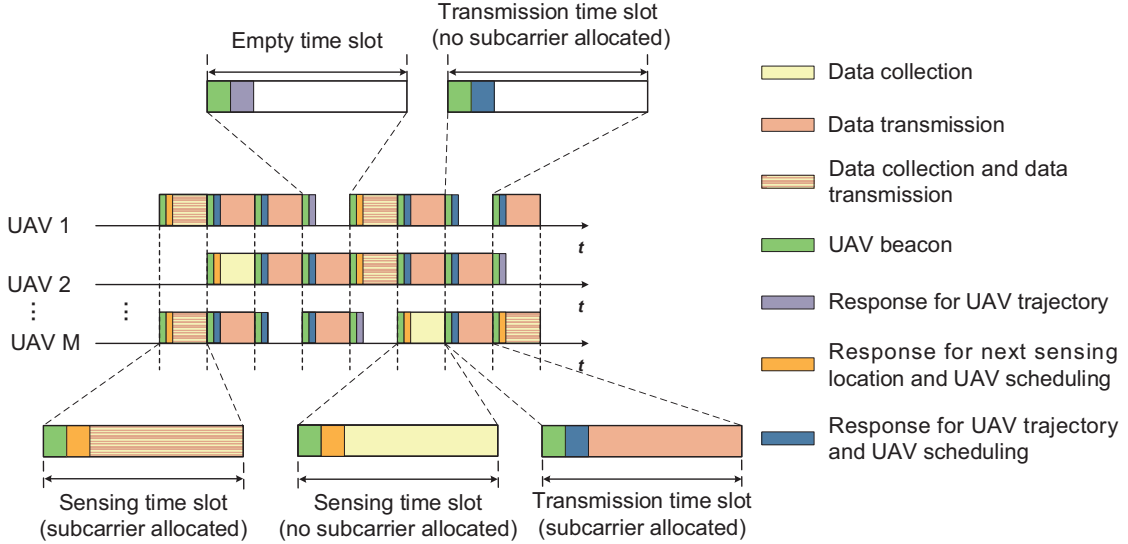 Empty time slot
Transmission time slot
(no subcarrier allocated)
Data collection
Data transmission
Data collection and data
transmission
UAV beacon
Response for UAV trajectory
Response for next sensing
location and UAV scheduling
Response for UAV trajectory
and UAV scheduling
UAV 1
t
UAV 2
t
⋮
⋮
UAV M
t
Sensing time slot
(subcarrier allocated)
Sensing time slot
(no subcarrier allocated)
Transmission time slot
(subcarrier allocated)